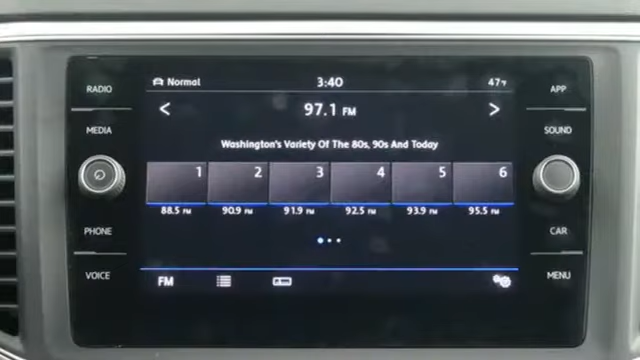 RADIO
MEDIA
PHONE
VOICE
Normal 3:40 47°F
< 97.1 FM >
Washington's Variety Of The 80s, 90s And Today
1 2 3 4 5 6
88.5 FM 90.9 FM 91.9 FM 92.5 FM 93.9 FM 95.5 FM
FM
APP
SOUND
CAR
MENU